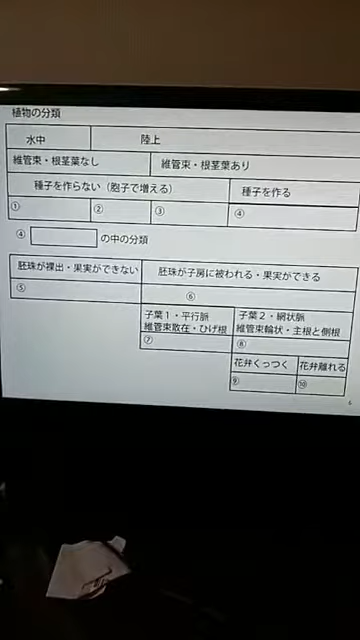 植物の分類
水中 陸上
維管束・根茎葉なし 維管束・根茎葉あり
種子を作らない（胞子で増える） 種子を作る
① ② ③ ④
④ の中の分類
胚珠が裸出・果実ができない 胚珠が子房に被われる・果実ができる
⑤ ⑥
子葉１・平行脈 子葉２・網状脈
維管束散在・ひげ根 維管束輪状・主根と側根
⑦ ⑧
花弁くっつく 花弁離れる
⑨ ⑩
6